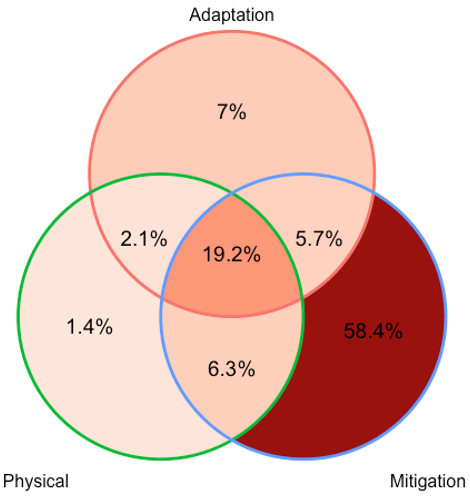 Adaptation
7%
2.1%
19.2%
5.7%
1.4%
58.4%
6.3%
Physical
Mitigation